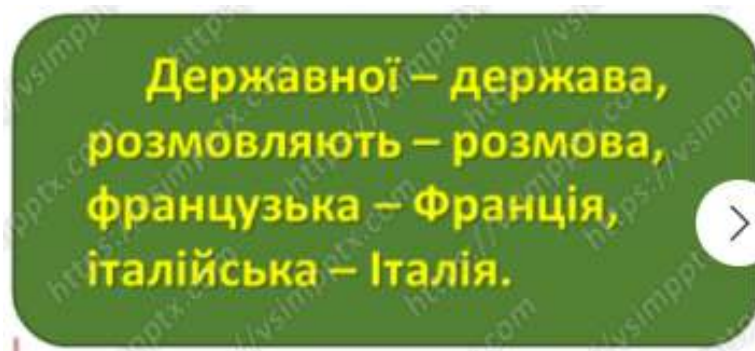 Державної – держава,
розмовляють – розмова,
французька – Франція,
італійська – Італія.